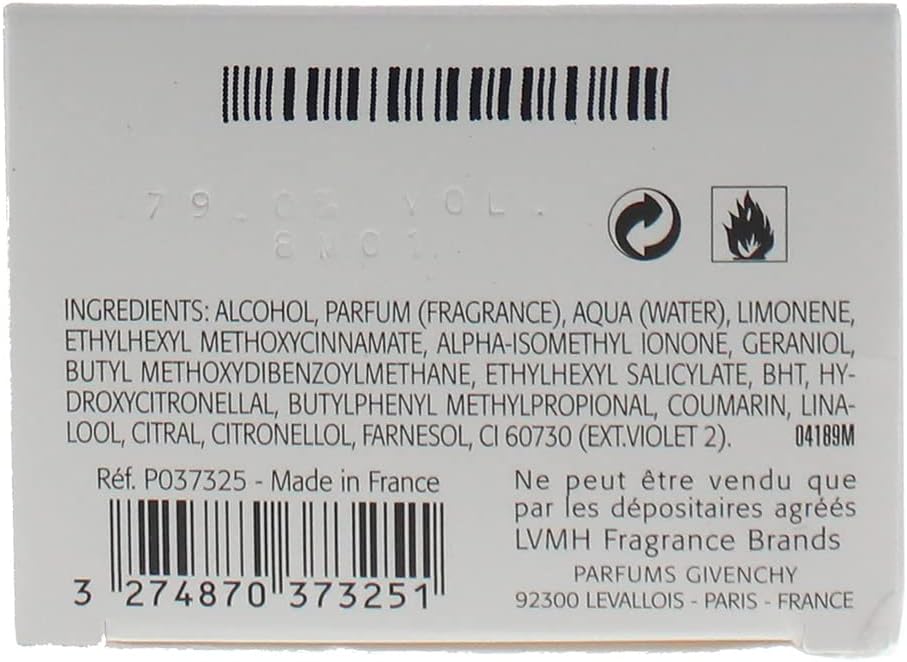 79
VOL.
INGREDIENTS: ALCOHOL, PARFUM (FRAGRANCE), AQUA (WATER), LIMONENE,
ETHYLHEXYL METHOXYCINNAMATE, ALPHA-ISOMETHYL IONONE, GERANIOL,
BUTYL METHOXYDIBENZOYLMETHANE, ETHYLHEXYL SALICYLATE, BHT, HY-
DROXYCITRONELLAL, BUTYLPHENYL METHYLPROPIONAL, COUMARIN, LINA-
LOOL, CITRAL, CITRONELLOL, FARNESOL, CI 60730 (EXT.VIOLET 2). 04189M
Réf. P037325 - Made in France
3 274870 373251
Ne peut être vendu que
par les dépositaires agréés
LVMH Fragrance Brands
PARFUMS GIVENCHY
92300 LEVALLOIS - PARIS - FRANCE